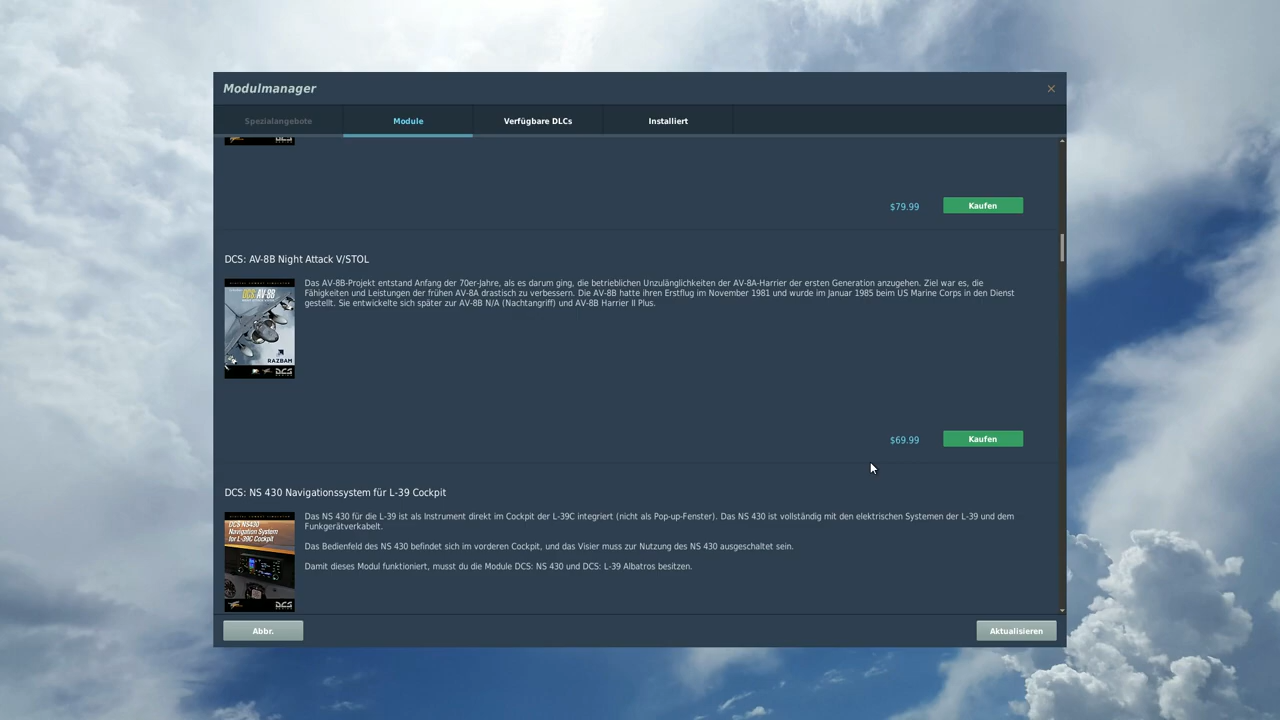 Modulmanager
Spezialangebote
Module
Verfügbare DLCs
Installiert
$79.99
Kaufen
DCS: AV-8B Night Attack V/STOL
Das AV-8B-Projekt entstand Anfang der 70er-Jahre, als es darum ging, die betrieblichen Unzulänglichkeiten der AV-8A-Harrier der ersten Generation anzugehen. Ziel war es, die
Fähigkeiten und Leistungen der frühen AV-8A drastisch zu verbessern. Die AV-8B hatte ihren Erstflug im November 1981 und wurde im Januar 1985 beim US Marine Corps in den Dienst
gestellt. Sie entwickelte sich später zur AV-8B N/A (Nachtangriff) und AV-8B Harrier II Plus.
DCS AV-8B
RAZBAM
DCS
$69.99
Kaufen
DCS: NS 430 Navigationssystem für L-39 Cockpit
Das NS 430 für die L-39 ist als Instrument direkt im Cockpit der L-39C integriert (nicht als Pop-up-Fenster). Das NS 430 ist vollständig mit den elektrischen Systemen der L-39 und dem
Funkgerätverkabelt.
Das Bedienfeld des NS 430 befindet sich im vorderen Cockpit, und das Visier muss zur Nutzung des NS 430 ausgeschaltet sein.
Damit dieses Modul funktioniert, musst du die Module DCS: NS 430 und DCS: L-39 Albatros besitzen.
DCS NS430
Navigation System
for L-39C Cockpit
DCS
Abbr.
Aktualisieren